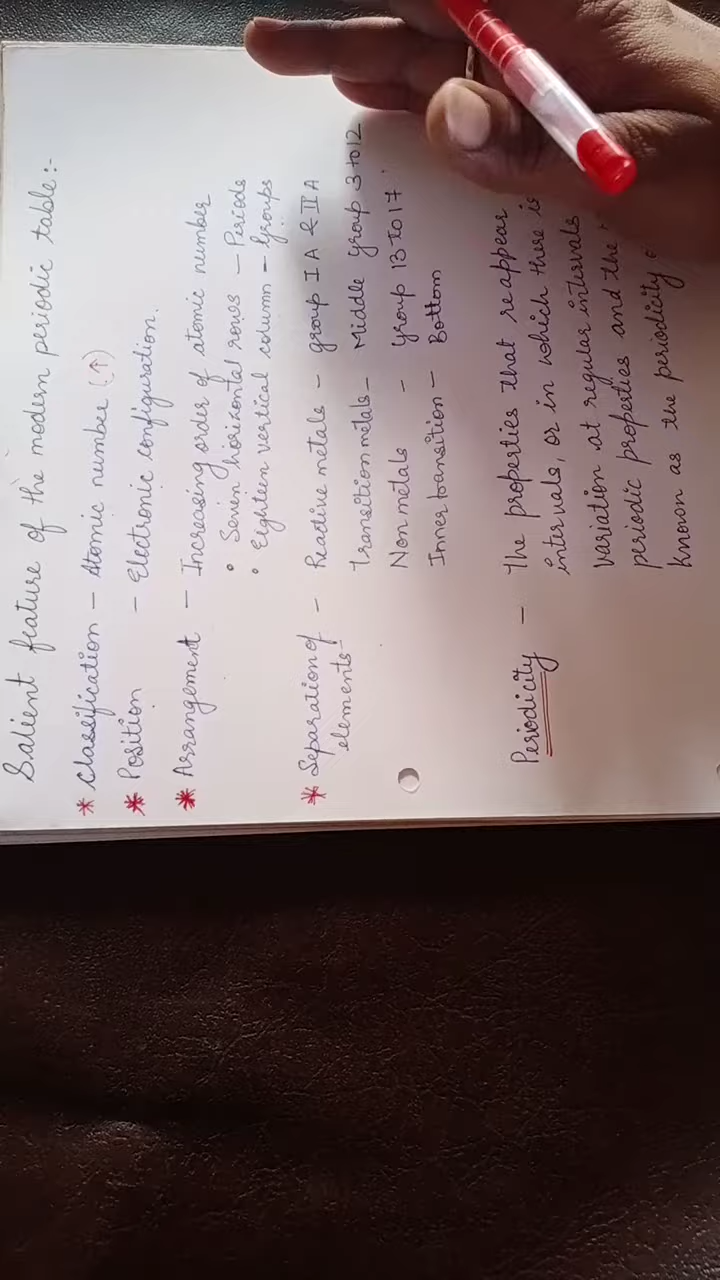 Salient feature of the modern periodic table:-
* Classification - Atomic number (↑)
* Position - Electronic configuration.
* Arrangement - Increasing order of atomic number
• Seven horizontal rows - Periods
• Eighteen vertical column - Groups
* Separation of elements - Reactive metals - group IA & IIA
Transition metals - Middle group 3 to 12
Non metals - group 13 to 17.
Inner transition - Bottom
Periodicity - The properties that reappear
intervals, or in which there is
variation at regular intervals
periodic properties and the
known as the periodicity